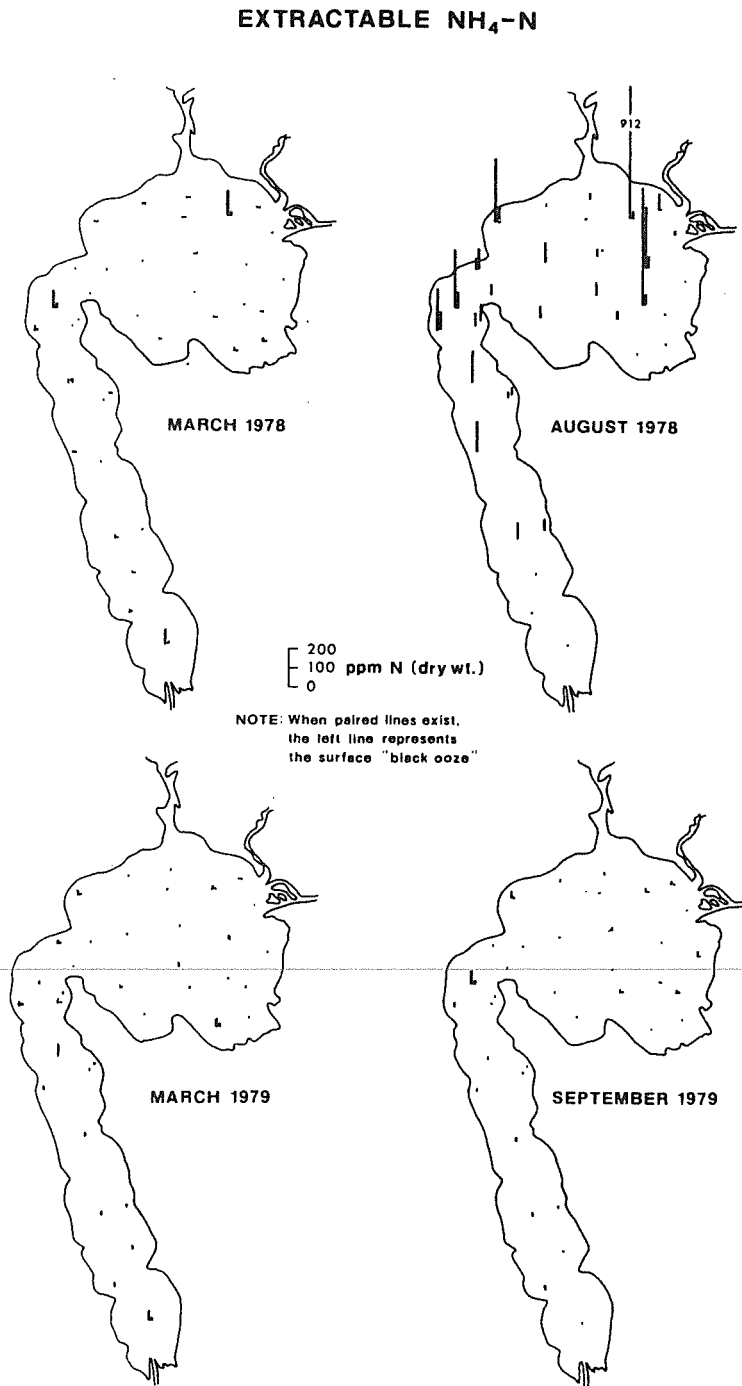 EXTRACTABLE NH₄-N
912
MARCH 1978
AUGUST 1978
200
100 ppm N (dry wt.)
0
NOTE: When paired lines exist,
the left line represents
the surface "black ooze"
MARCH 1979
SEPTEMBER 1979